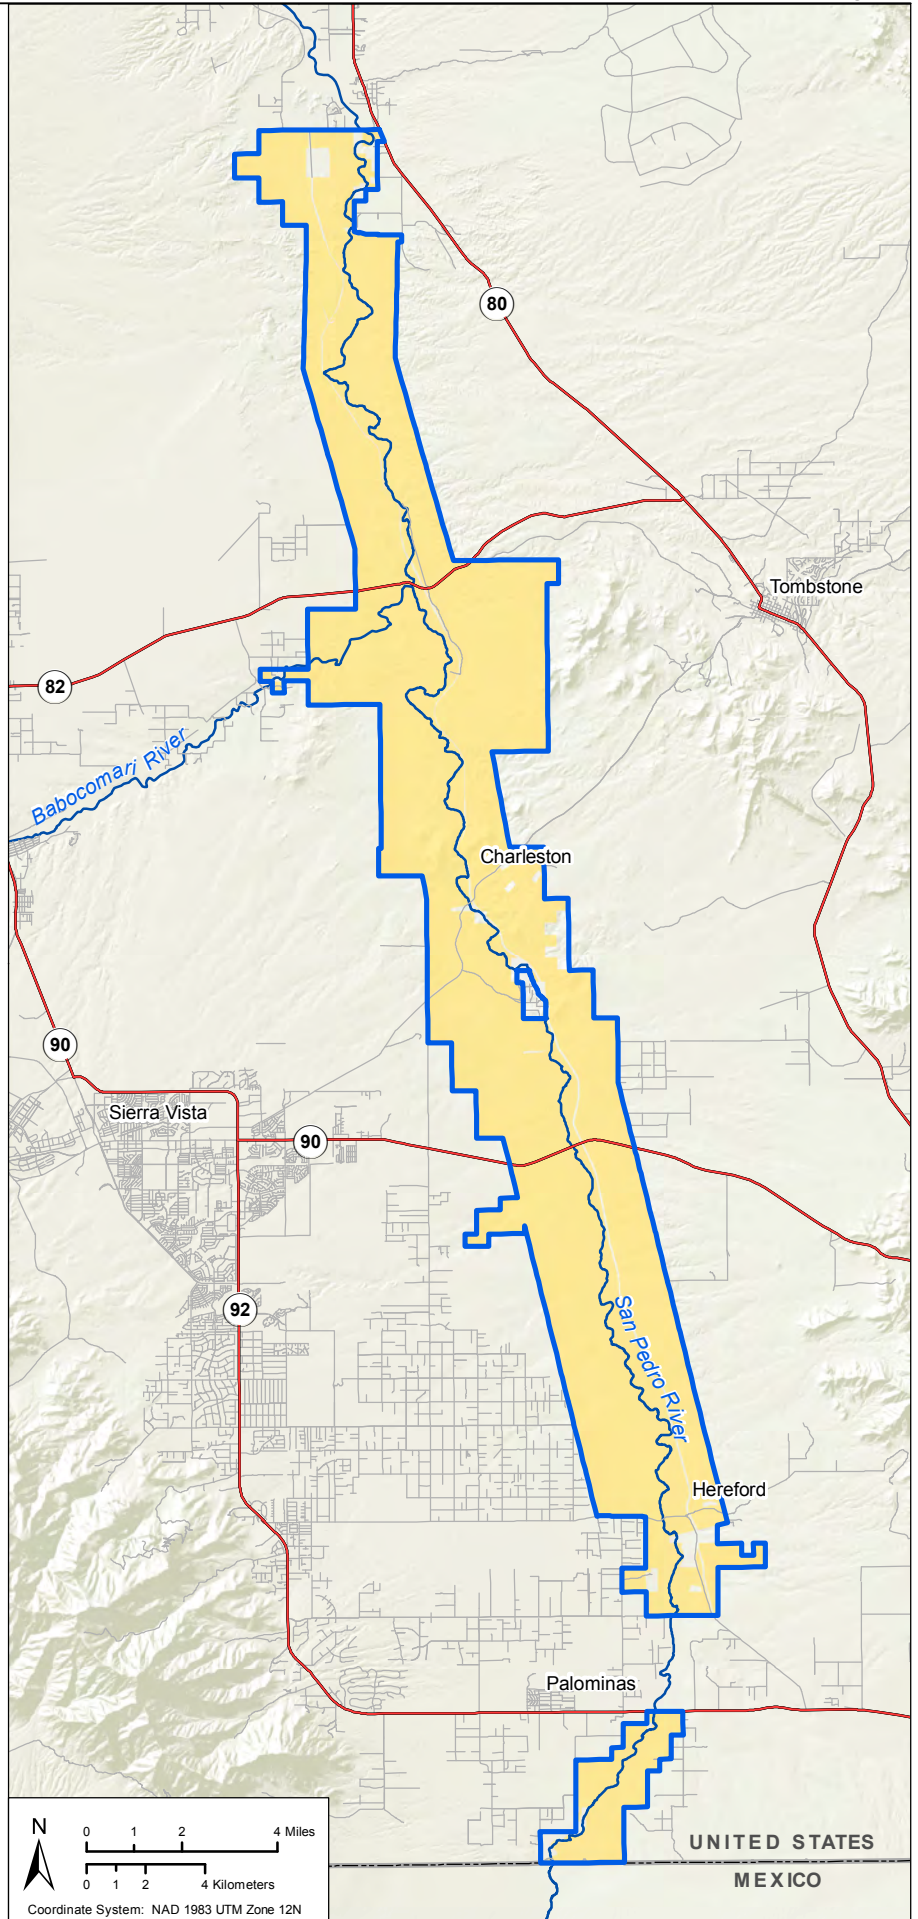 80
Tombstone
82
Babocomari River
Charleston
90
Sierra Vista
90
92
San Pedro River
Hereford
Palominas
N
0 1 2 4 Miles
0 1 2 4 Kilometers
Coordinate System: NAD 1983 UTM Zone 12N
UNITED STATES
MEXICO